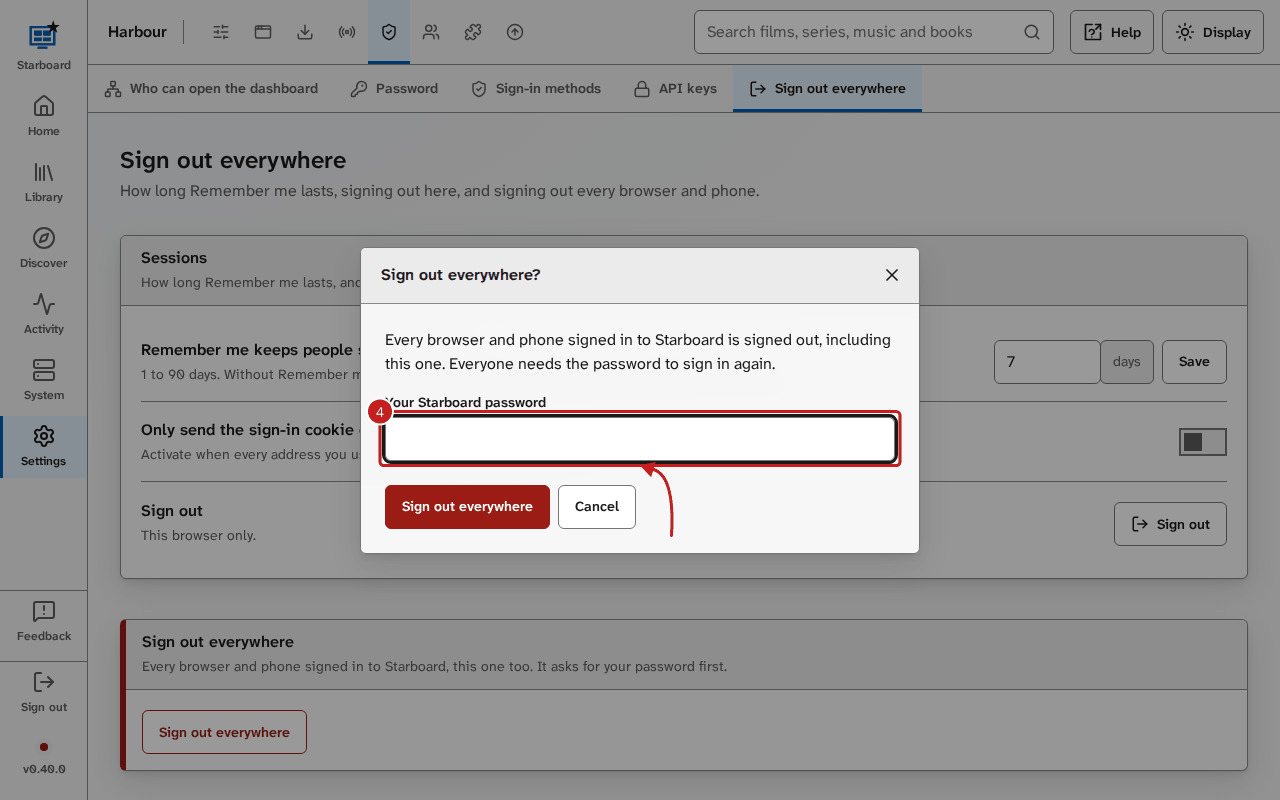 Starboard
Home
Library
Discover
Activity
System
Settings
Feedback
Sign out
v0.40.0
Harbour
Search films, series, music and books
Help
Display
Who can open the dashboard
Password
Sign-in methods
API keys
Sign out everywhere
Sign out everywhere
How long Remember me lasts, signing out here, and signing out every browser and phone.
Sessions
How long Remember me lasts, and
Remember me keeps people s
1 to 90 days. Without Remember m
7
days
Save
Only send the sign-in cookie
Activate when every address you u
Sign out
This browser only.
Sign out
Sign out everywhere?
Every browser and phone signed in to Starboard is signed out, including
this one. Everyone needs the password to sign in again.
4
Your Starboard password
Sign out everywhere
Cancel
Sign out everywhere
Every browser and phone signed in to Starboard, this one too. It asks for your password first.
Sign out everywhere